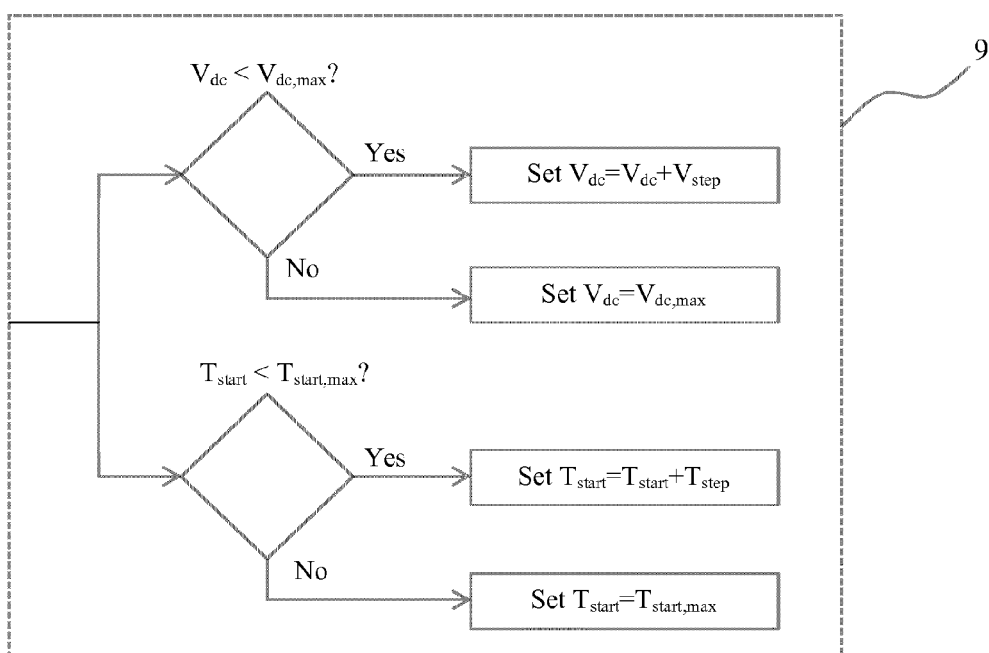 9
V_dc < V_dc,max?
Yes
Set V_dc=V_dc+V_step
No
Set V_dc=V_dc,max
T_start < T_start,max?
Yes
Set T_start=T_start+T_step
No
Set T_start=T_start,max